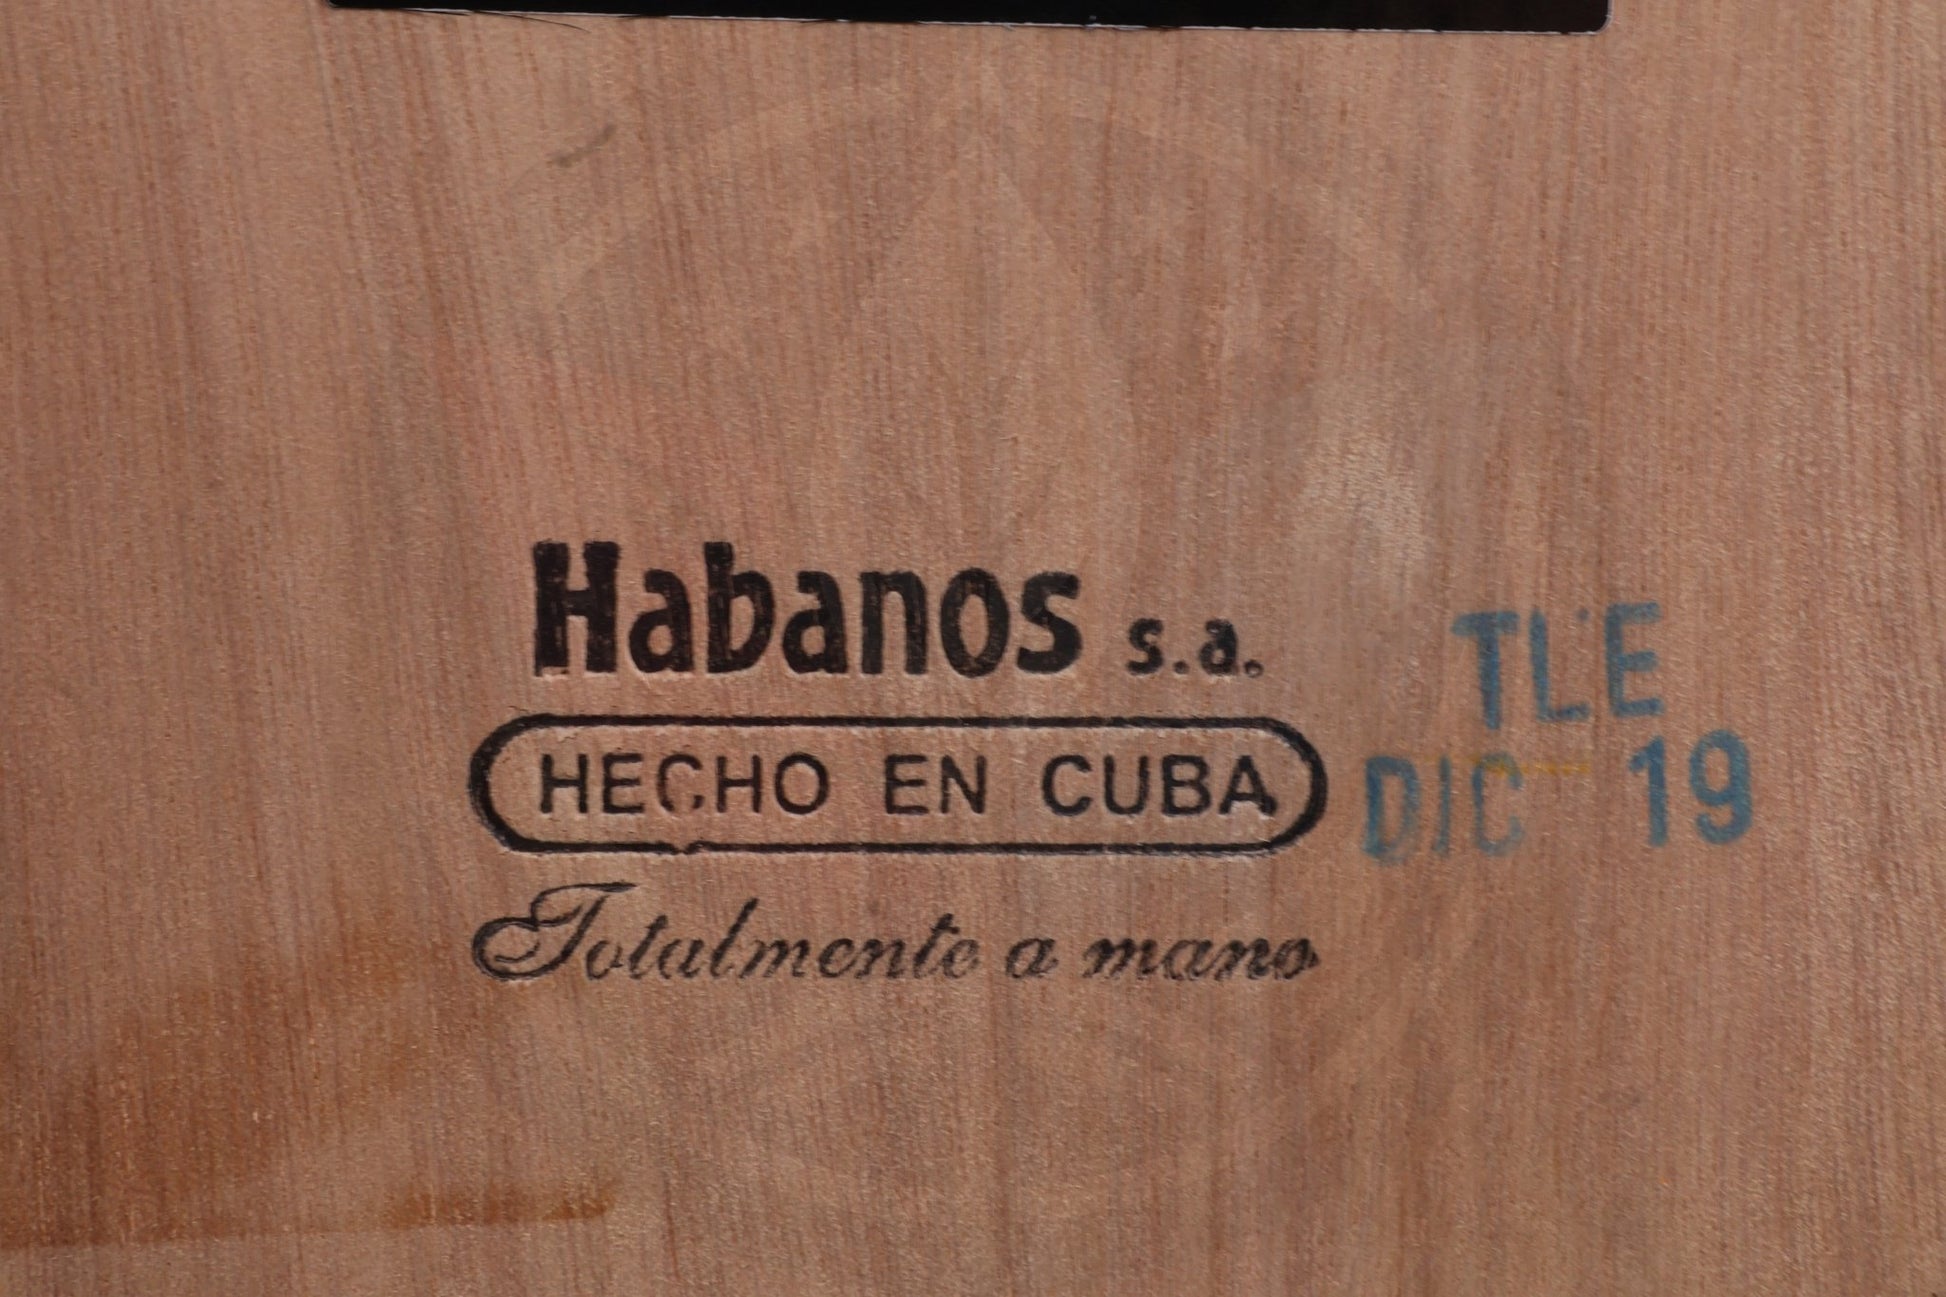 Habanos s.a.
HECHO EN CUBA
Totalmente a mano
TLE
DIC 19